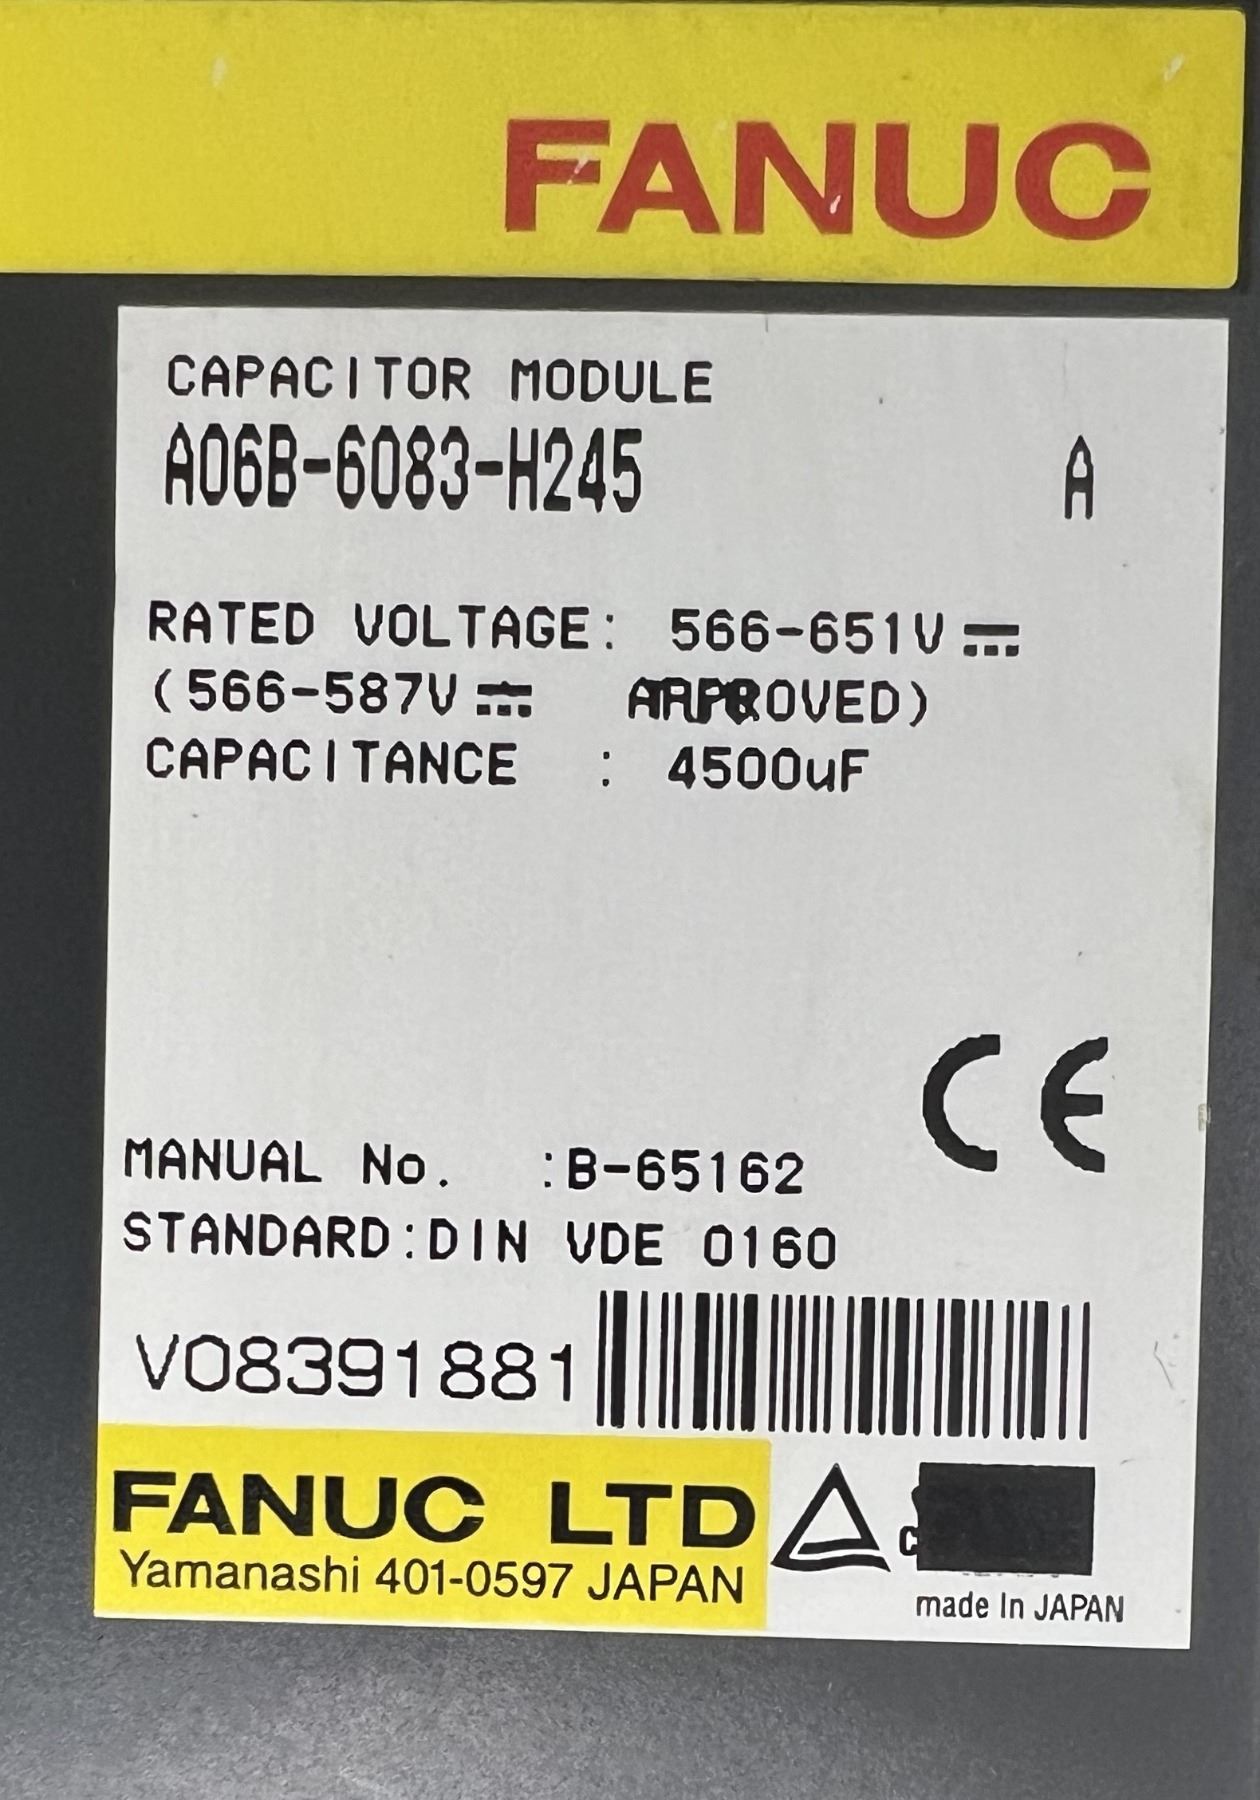 FANUC
CAPACITOR MODULE
A06B-6083-H245 A
RATED VOLTAGE: 566-651V
(566-587V APPROVED)
CAPACITANCE : 4500uF
CE
MANUAL No. :B-65162
STANDARD:DIN VDE 0160
V08391881
FANUC LTD
Yamanashi 401-0597 JAPAN
made In JAPAN